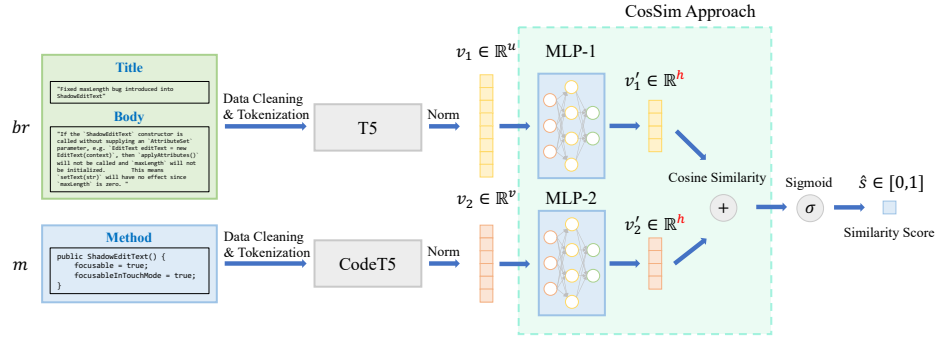 CosSim Approach
Title
"Fixed maxLength bug introduced into
ShadowEditText"
Body
"If the `ShadowEditText` constructor is
called without supplying an `AttributeSet`
parameter, e.g. `EditText editText = new
EditText(context)`, then `applyAttributes()`
will not be called and `maxLength` will not
be initialized. This means
`setText(str)` will have no effect since
`maxLength` is zero. "
br
Data Cleaning
& Tokenization
T5
Norm
v₁ ∈ ℝᵘ
MLP-1
v₁′ ∈ ℝʰ
Cosine Similarity
+
Sigmoid
σ
ŝ ∈ [0,1]
Similarity Score
m
Method
public ShadowEditText() {
focusable = true;
focusableInTouchMode = true;
}
Data Cleaning
& Tokenization
CodeT5
Norm
v₂ ∈ ℝᵛ
MLP-2
v₂′ ∈ ℝʰ